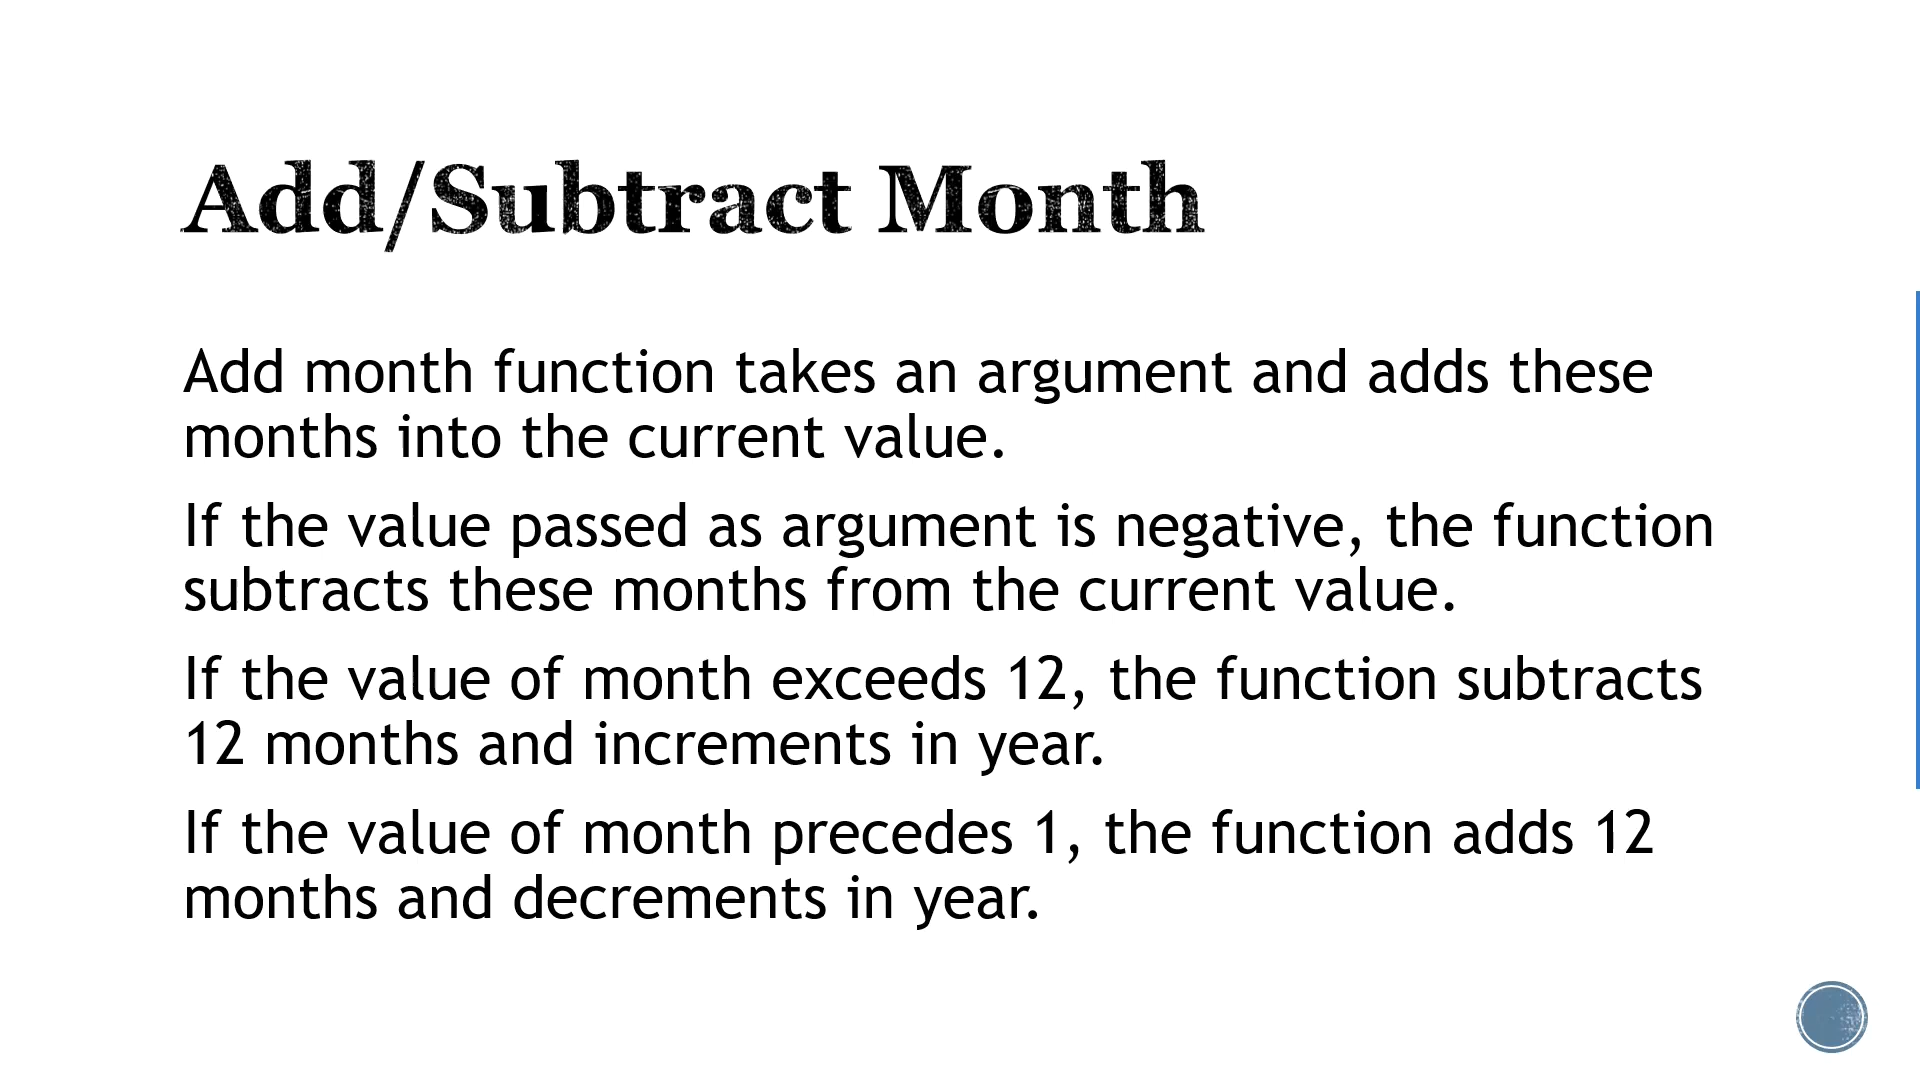 Add/Subtract Month
Add month function takes an argument and adds these
months into the current value.
If the value passed as argument is negative, the function
subtracts these months from the current value.
If the value of month exceeds 12, the function subtracts
12 months and increments in year.
If the value of month precedes 1, the function adds 12
months and decrements in year.